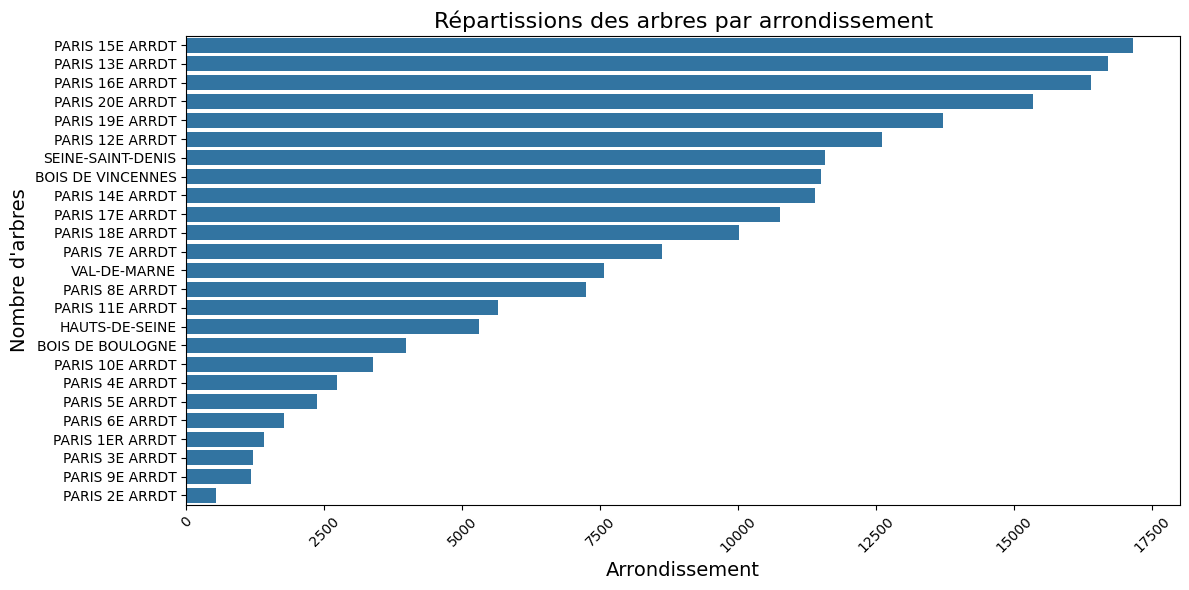 Répartissions des arbres par arrondissement
Nombre d'arbres
PARIS 15E ARRDT
PARIS 13E ARRDT
PARIS 16E ARRDT
PARIS 20E ARRDT
PARIS 19E ARRDT
PARIS 12E ARRDT
SEINE-SAINT-DENIS
BOIS DE VINCENNES
PARIS 14E ARRDT
PARIS 17E ARRDT
PARIS 18E ARRDT
PARIS 7E ARRDT
VAL-DE-MARNE
PARIS 8E ARRDT
PARIS 11E ARRDT
HAUTS-DE-SEINE
BOIS DE BOULOGNE
PARIS 10E ARRDT
PARIS 4E ARRDT
PARIS 5E ARRDT
PARIS 6E ARRDT
PARIS 1ER ARRDT
PARIS 3E ARRDT
PARIS 9E ARRDT
PARIS 2E ARRDT
0
2500
5000
7500
10000
12500
15000
17500
Arrondissement